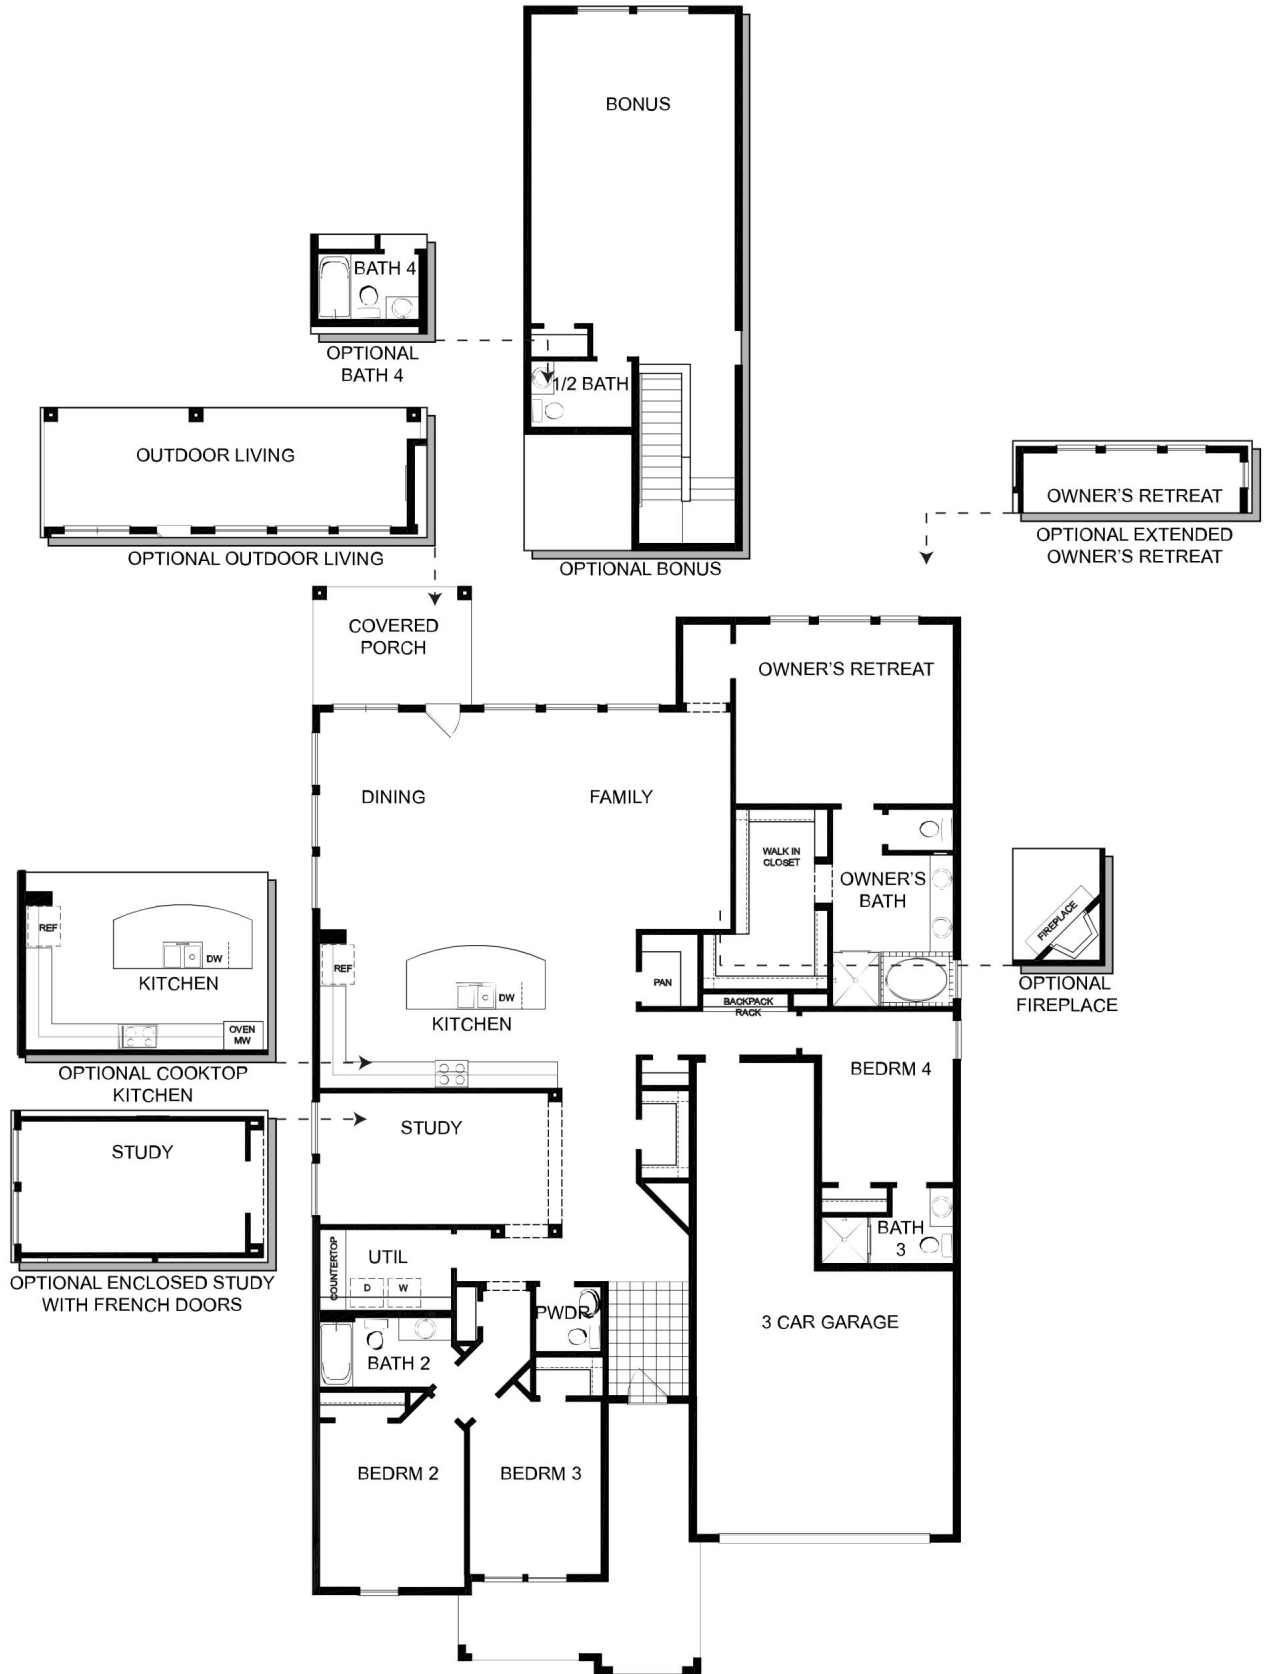 BONUS
BATH 4
OPTIONAL
BATH 4
1/2 BATH
OUTDOOR LIVING
OPTIONAL OUTDOOR LIVING
OPTIONAL BONUS
OWNER'S RETREAT
OPTIONAL EXTENDED
OWNER'S RETREAT
COVERED
PORCH
OWNER'S RETREAT
DINING
FAMILY
WALK IN
CLOSET
OWNER'S
BATH
REF
DW
KITCHEN
OVEN
MW
OPTIONAL COOKTOP
KITCHEN
REF
DW
KITCHEN
PAN
BACKPACK
RACK
FIREPLACE
OPTIONAL
FIREPLACE
BEDRM 4
STUDY
OPTIONAL ENCLOSED STUDY
WITH FRENCH DOORS
STUDY
BATH
3
COUNTERTOP
UTIL
D
W
PWDR
3 CAR GARAGE
BATH 2
BEDRM 2
BEDRM 3